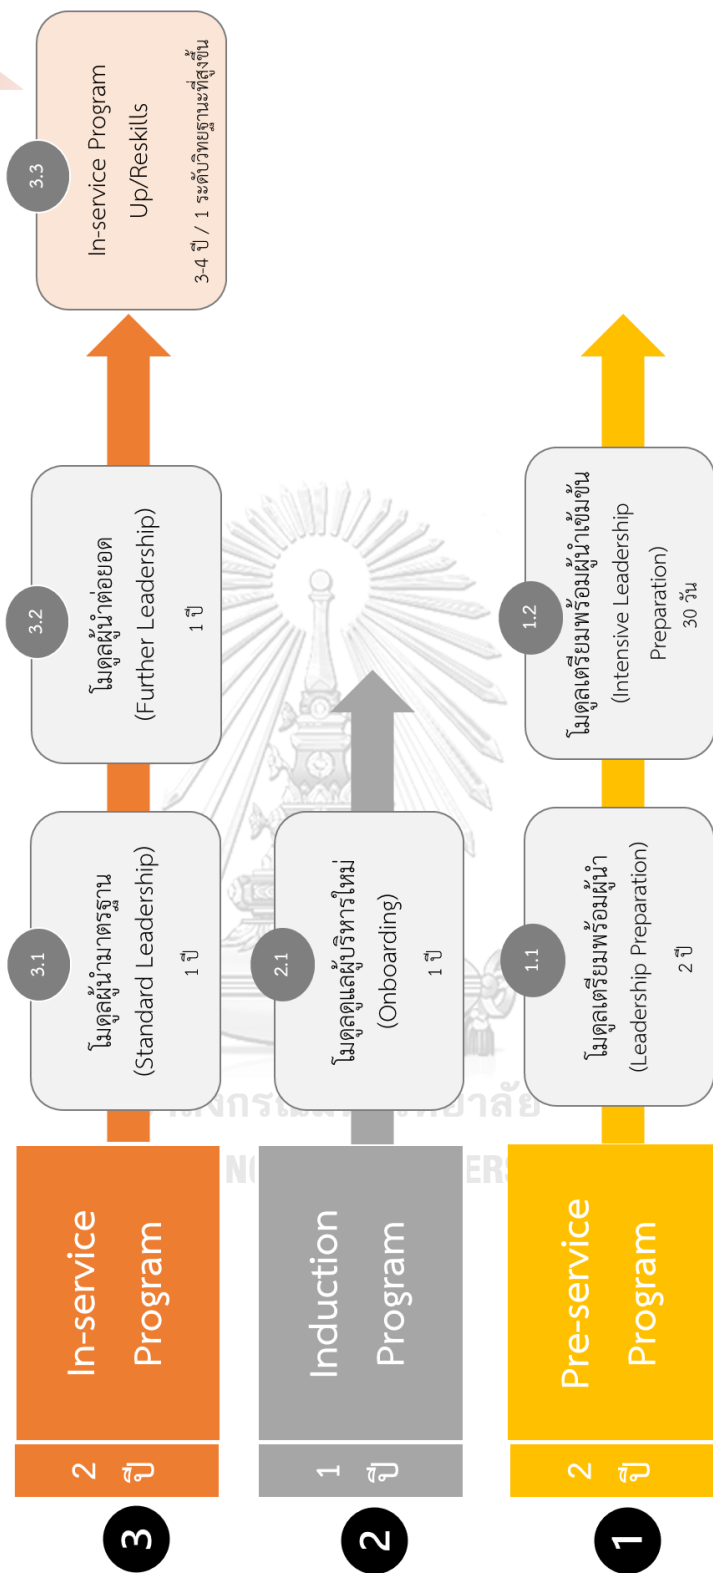 3
2
ปี
In-service
Program
3.1
โมดูลผู้นำมาตรฐาน
(Standard Leadership)
1 ปี
3.2
โมดูลผู้นำต่อยอด
(Further Leadership)
1 ปี
3.3
In-service Program
Up/Reskills
3-4 ปี / 1 ระดับวิทยฐานะที่สูงขึ้น
2
1
ปี
Induction
Program
2.1
โมดูลดูแลผู้บริหารใหม่
(Onboarding)
1 ปี
1
2
ปี
Pre-service
Program
1.1
โมดูลเตรียมพร้อมผู้นำ
(Leadership Preparation)
2 ปี
1.2
โมดูลเตรียมพร้อมผู้นำเข้มข้น
(Intensive Leadership
Preparation)
30 วัน